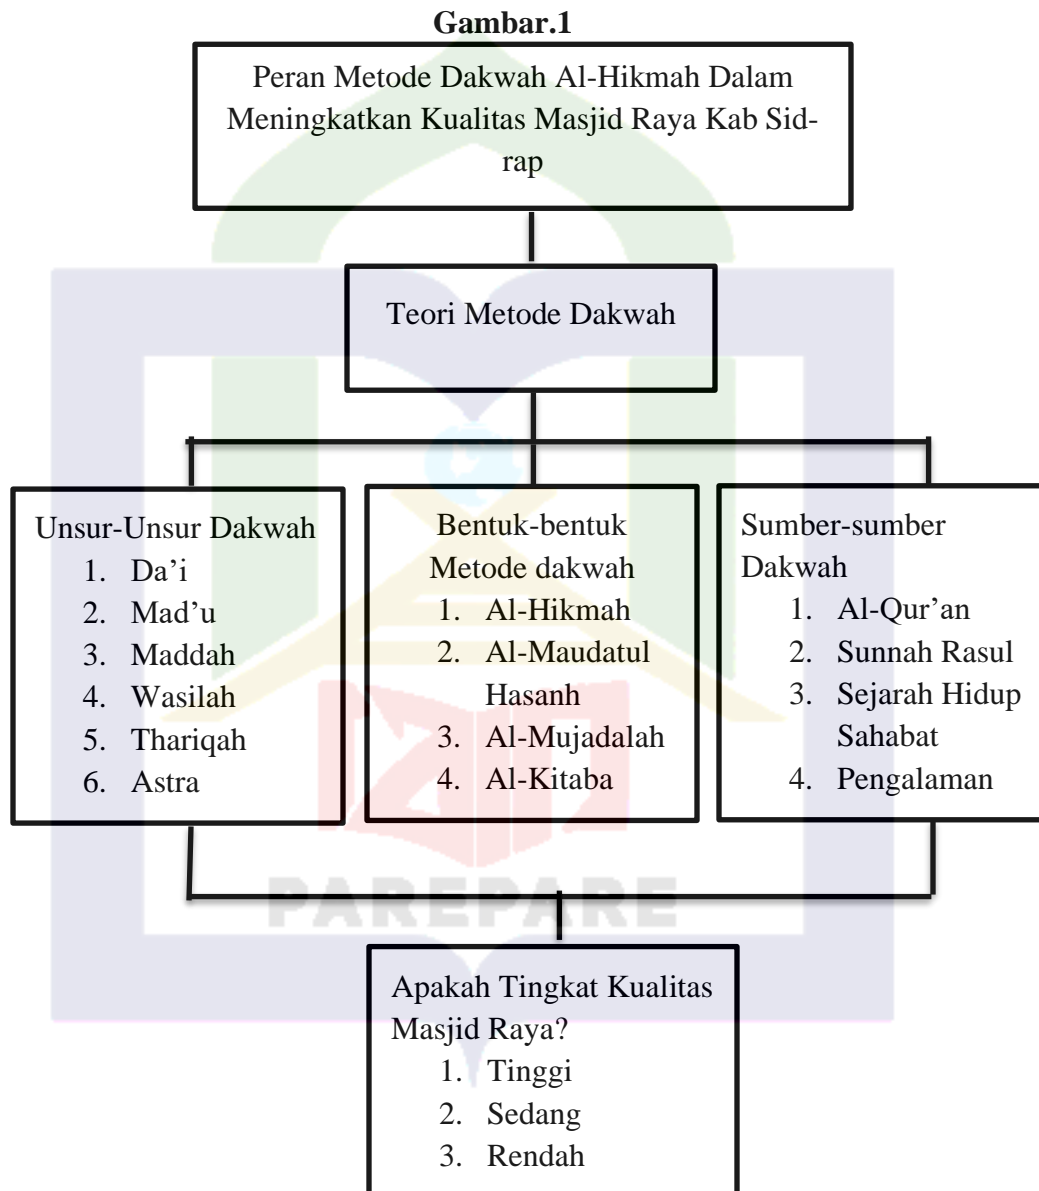 Gambar.1
Peran Metode Dakwah Al-Hikmah Dalam
Meningkatkan Kualitas Masjid Raya Kab Sid-
rap
Teori Metode Dakwah
Unsur-Unsur Dakwah
1. Da’i
2. Mad’u
3. Maddah
4. Wasilah
5. Thariqah
6. Astra
Bentuk-bentuk
Metode dakwah
1. Al-Hikmah
2. Al-Maudatul
Hasanh
3. Al-Mujadalah
4. Al-Kitaba
Sumber-sumber
Dakwah
1. Al-Qur’an
2. Sunnah Rasul
3. Sejarah Hidup
Sahabat
4. Pengalaman
PAREPARE
Apakah Tingkat Kualitas
Masjid Raya?
1. Tinggi
2. Sedang
3. Rendah